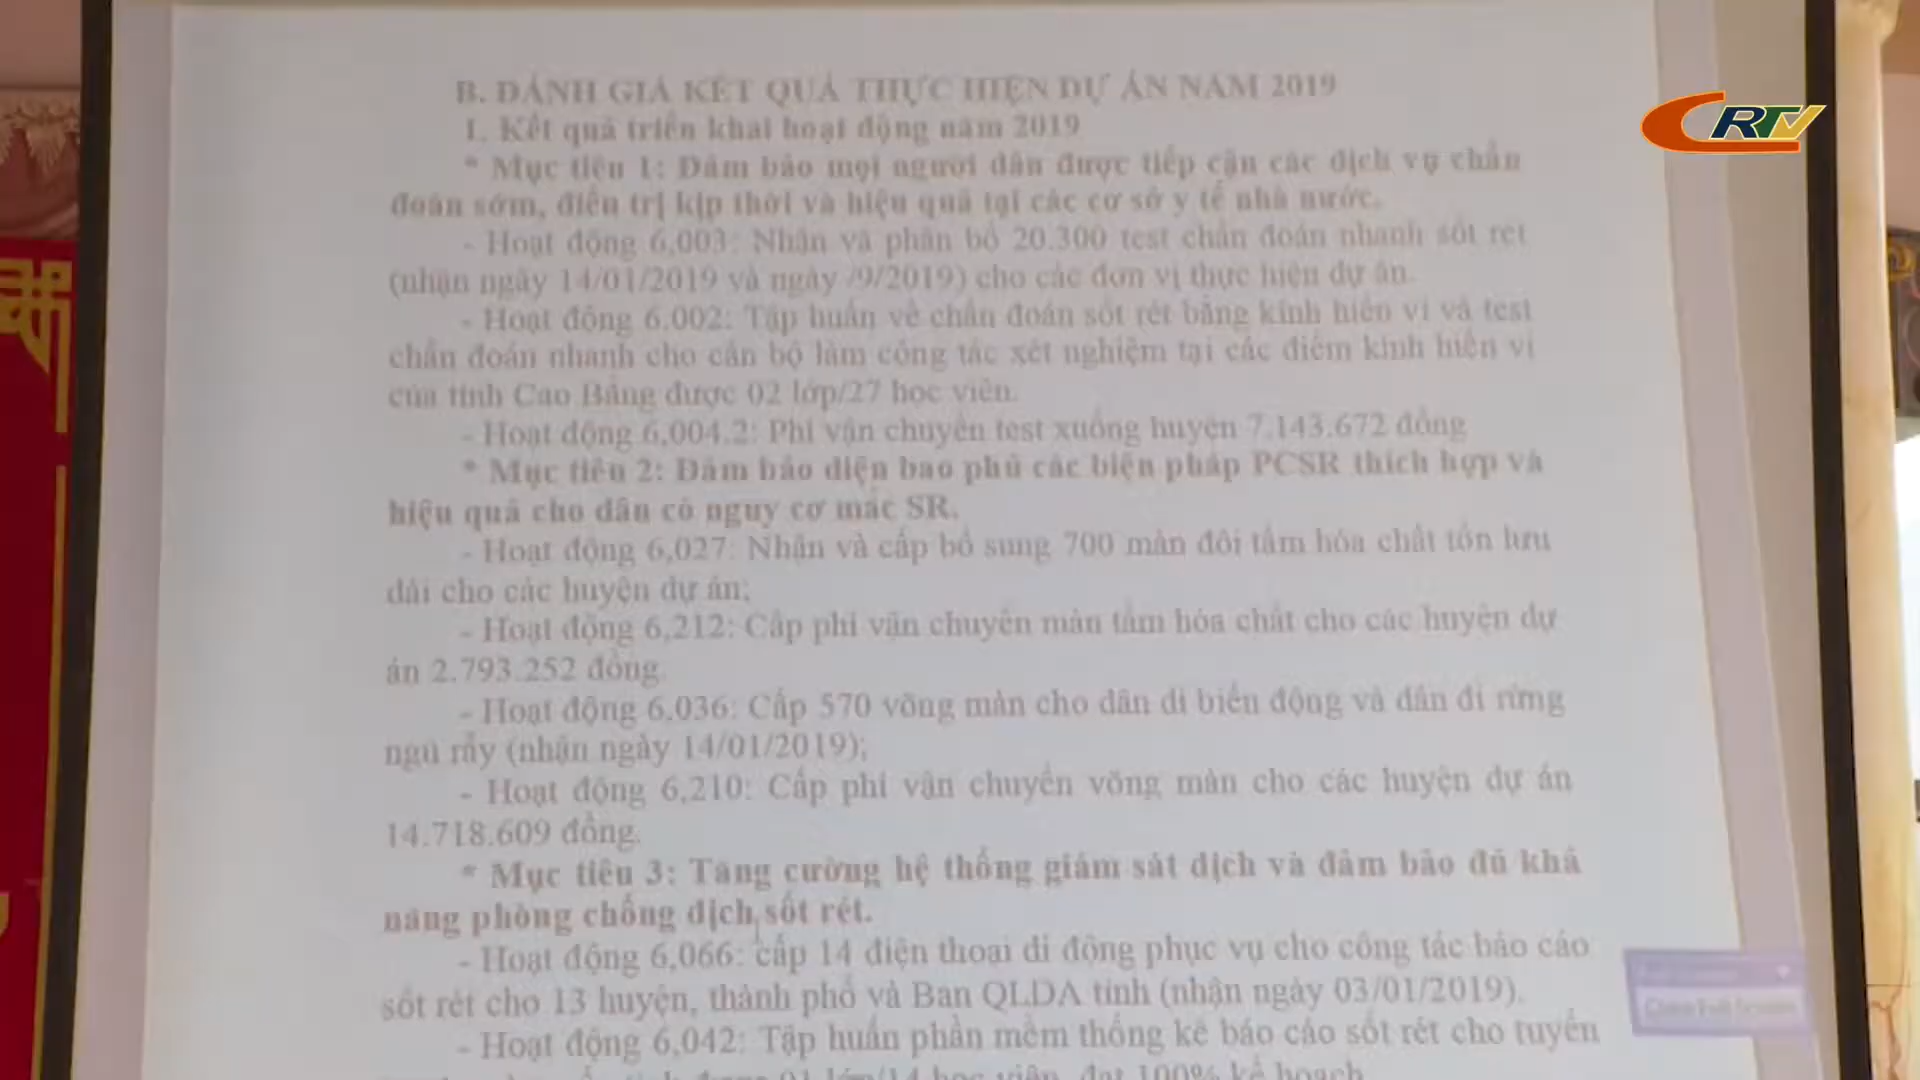 B. ĐÁNH GIÁ KẾT QUẢ THỰC HIỆN DỰ ÁN NĂM 2019
1. Kết quả triển khai hoạt động năm 2019
* Mục tiêu 1: Đảm bảo mọi người dân được tiếp cận các dịch vụ chẩn
đoán sớm, điều trị kịp thời và hiệu quả tại các cơ sở y tế nhà nước.
- Hoạt động 6,003: Nhận và phân bổ 20.300 test chẩn đoán nhanh sốt rét
(nhận ngày 14/01/2019 và ngày /9/2019) cho các đơn vị thực hiện dự án.
- Hoạt động 6.002: Tập huấn về chẩn đoán sốt rét bằng kính hiển vi và test
chẩn đoán nhanh cho cán bộ làm công tác xét nghiệm tại các điểm kính hiển vi
của tỉnh Cao Bằng được 02 lớp/27 học viên.
- Hoạt động 6,004.2: Phí vận chuyển test xuống huyện 7.143.672 đồng
* Mục tiêu 2: Đảm bảo diện bao phủ các biện pháp PCSR thích hợp và
hiệu quả cho dân có nguy cơ mắc SR.
- Hoạt động 6,027: Nhận và cấp bổ sung 700 màn đôi tẩm hóa chất tồn lưu
dài cho các huyện dự án;
- Hoạt động 6,212: Cấp phí vận chuyển màn tẩm hóa chất cho các huyện dự
án 2.793.252 đồng.
- Hoạt động 6.036: Cấp 570 võng màn cho dân di biến động và dân đi rừng
ngủ rẫy (nhận ngày 14/01/2019);
- Hoạt động 6,210: Cấp phí vận chuyển võng màn cho các huyện dự án
14.718.609 đồng.
* Mục tiêu 3: Tăng cường hệ thống giám sát dịch và đảm bảo đủ khả
năng phòng chống dịch sốt rét.
- Hoạt động 6,066: cấp 14 điện thoại di động phục vụ cho công tác báo cáo
sốt rét cho 13 huyện, thành phố và Ban QLDA tỉnh (nhận ngày 03/01/2019).
- Hoạt động 6,042: Tập huấn phần mềm thống kê báo cáo sốt rét cho tuyến
01 lớp/14 học viên, đạt 100% kế hoạch
CRTV